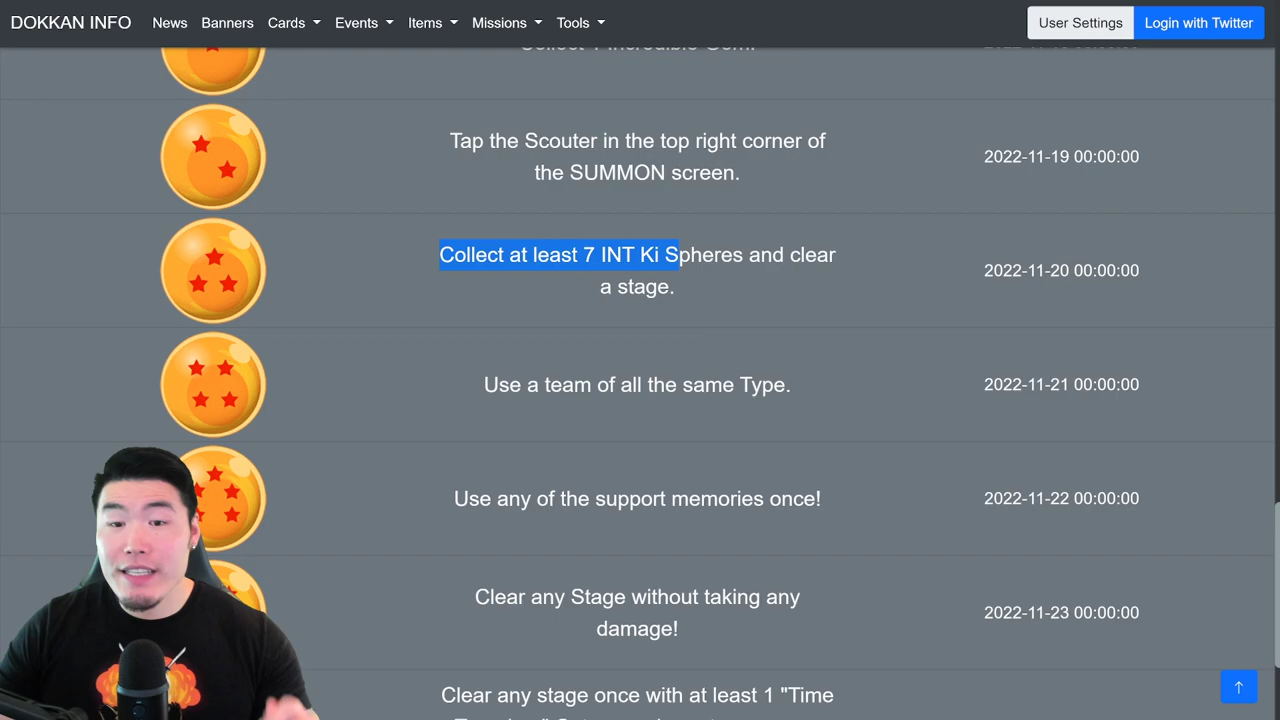 DOKKAN INFO News Banners Cards Events Items Missions Tools User Settings Login with Twitter
Collect 1 Incredible Gem!
Tap the Scouter in the top right corner of
the SUMMON screen.
2022-11-19 00:00:00
Collect at least 7 INT Ki Spheres and clear
a stage.
2022-11-20 00:00:00
Use a team of all the same Type.
2022-11-21 00:00:00
Use any of the support memories once!
2022-11-22 00:00:00
Clear any Stage without taking any
damage!
2022-11-23 00:00:00
Clear any stage once with at least 1 "Time